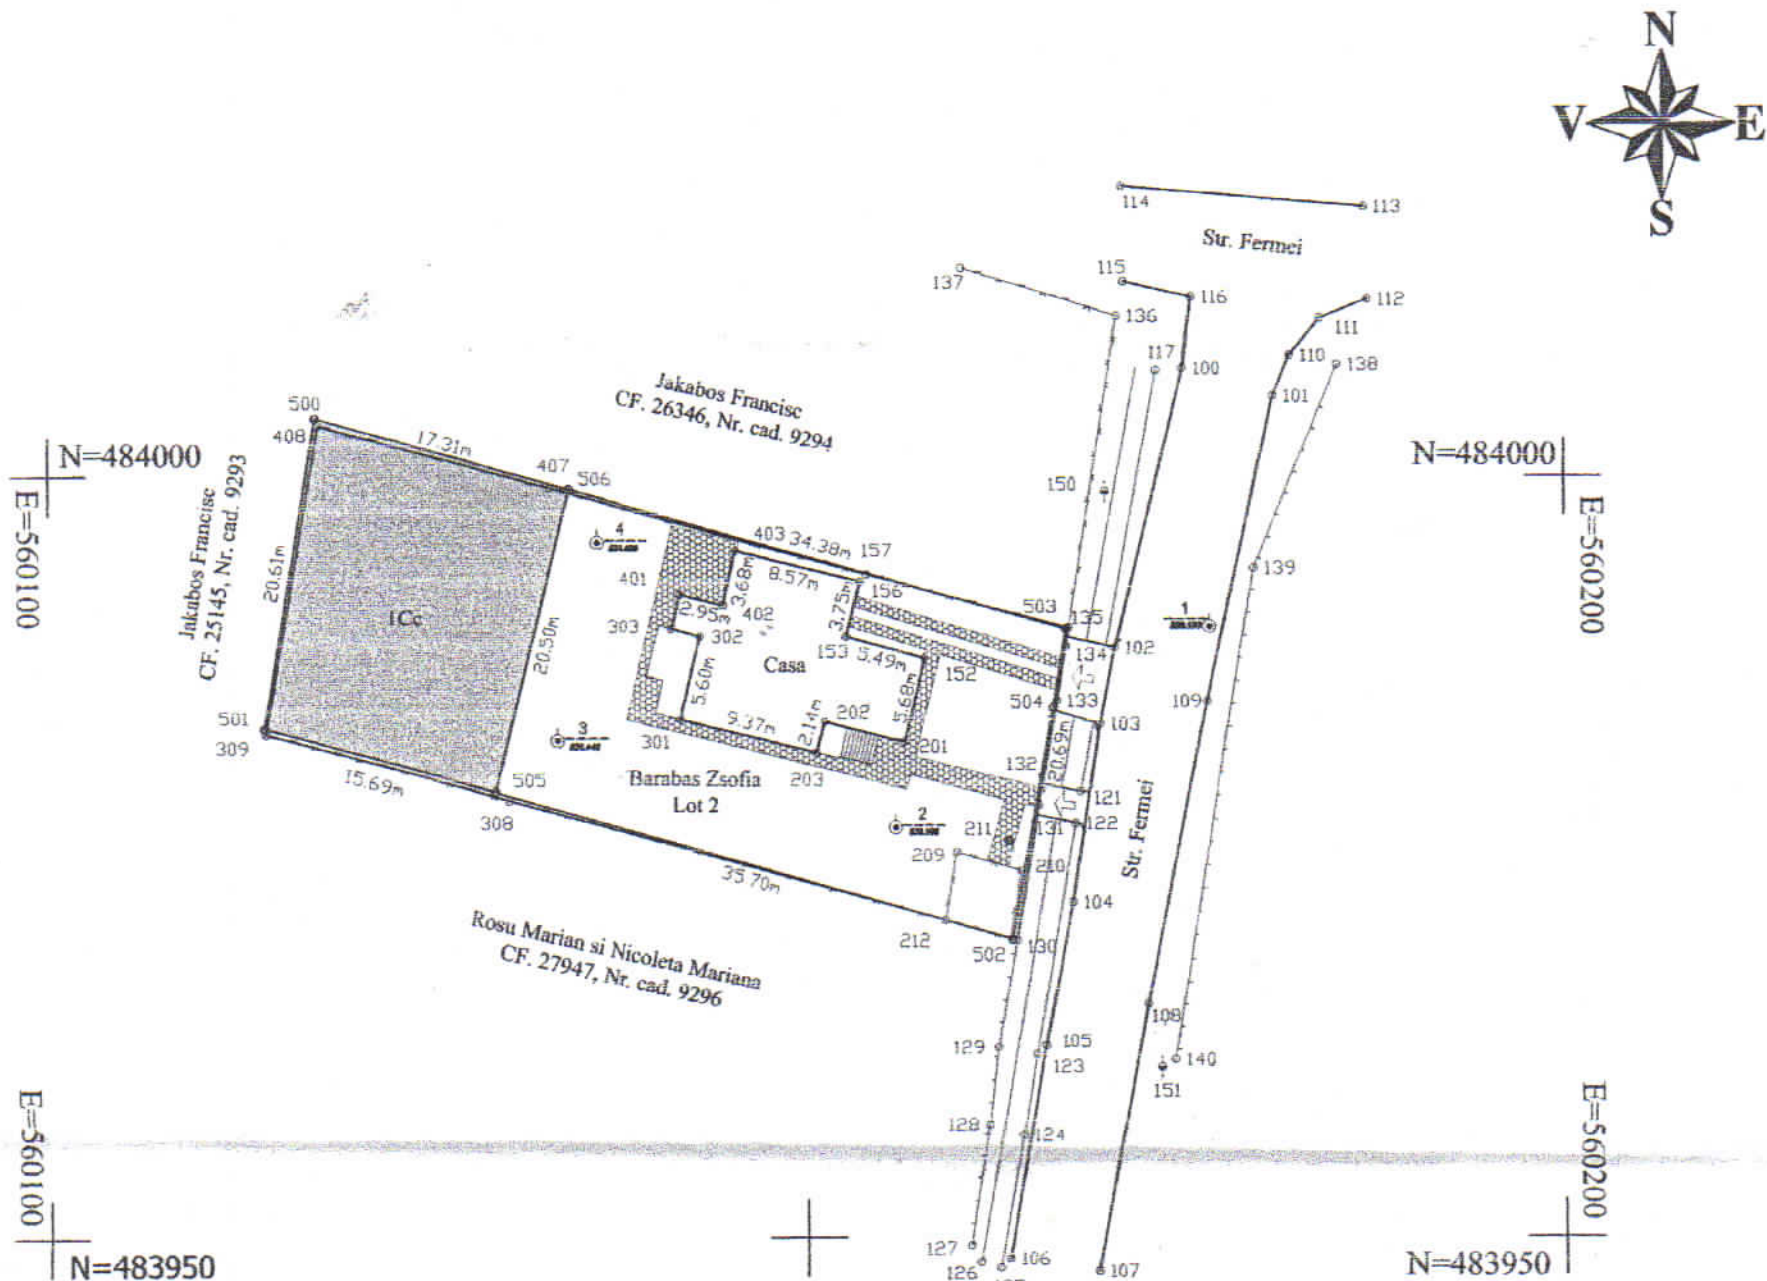 N
V
E
S
114
113
Str. Fermei
137
115
116
112
136
111
117
100
110
138
101
Jakabos Francisc
CF. 26346, Nr. cad. 9294
500
408
17.31m
407
506
N=484000
N=484000
E=560100
E=560200
Jakabos Francisc
CF. 25145, Nr. cad. 9293
150
4
403
34.38m
157
139
401
8.57m
156
3.68m
3.75m
20.61m
1Cc
2.95m
402
503
135
1
303
302
153
5.49m
134
102
20.50m
Casa
152
5.60m
5.68m
504
133
109
103
501
309
3
301
9.37m
2.14m
202
201
203
132
20.69m
15.69m
505
308
Barabas Zsofia
Lot 2
121
2
211
131
122
209
210
Str. Fermei
35.70m
104
212
502
130
Rosu Marian si Nicoleta Mariana
CF. 27947, Nr. cad. 9296
108
129
105
123
140
151
128
124
E=560100
E=560200
127
126
106
107
N=483950
N=483950